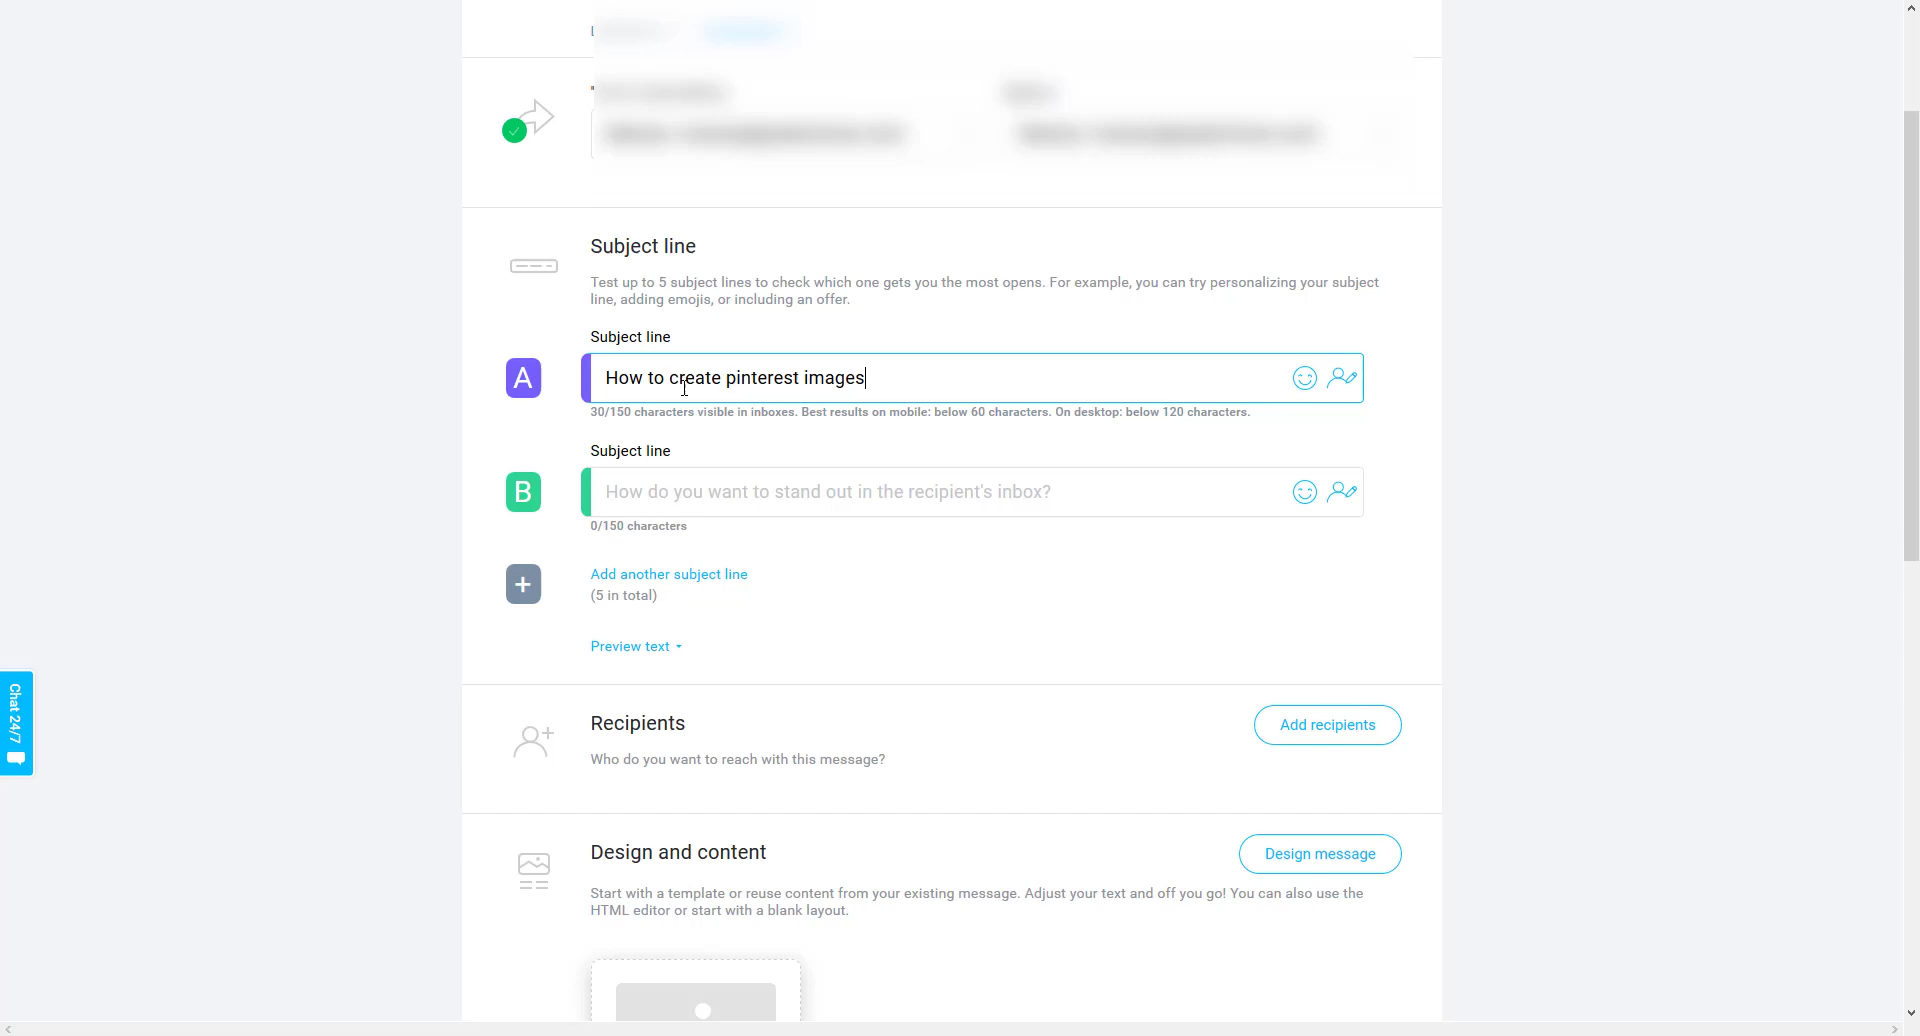 Subject line
Test up to 5 subject lines to check which one gets you the most opens. For example, you can try personalizing your subject
line, adding emojis, or including an offer.
Subject line
A
How to create pinterest images
30/150 characters visible in inboxes. Best results on mobile: below 60 characters. On desktop: below 120 characters.
Subject line
B
How do you want to stand out in the recipient's inbox?
0/150 characters
+
Add another subject line
(5 in total)
Preview text
Chat 24/7
Recipients
Add recipients
Who do you want to reach with this message?
Design and content
Design message
Start with a template or reuse content from your existing message. Adjust your text and off you go! You can also use the
HTML editor or start with a blank layout.